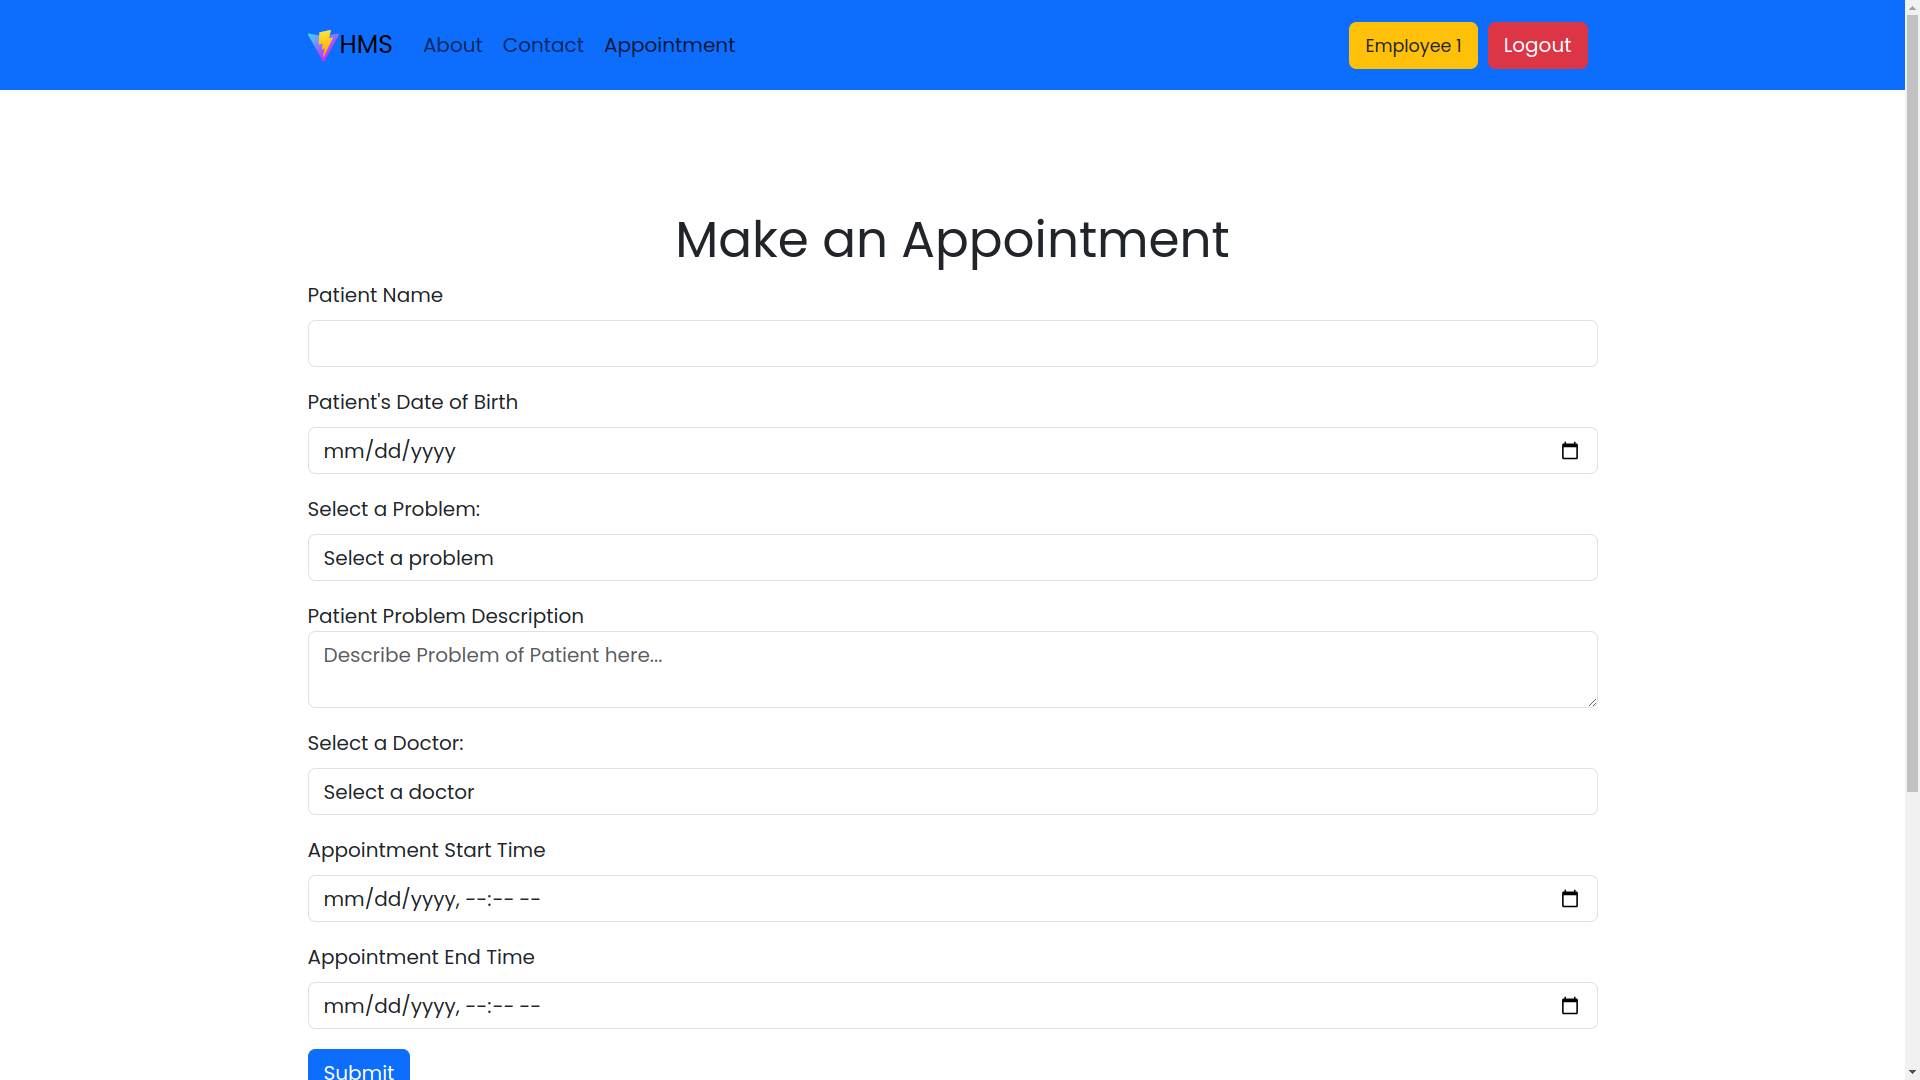 HMS About Contact Appointment Employee 1 Logout
Make an Appointment
Patient Name
Patient's Date of Birth
mm/dd/yyyy
Select a Problem:
Select a problem
Patient Problem Description
Describe Problem of Patient here...
Select a Doctor:
Select a doctor
Appointment Start Time
mm/dd/yyyy, --:-- --
Appointment End Time
mm/dd/yyyy, --:-- --
Submit